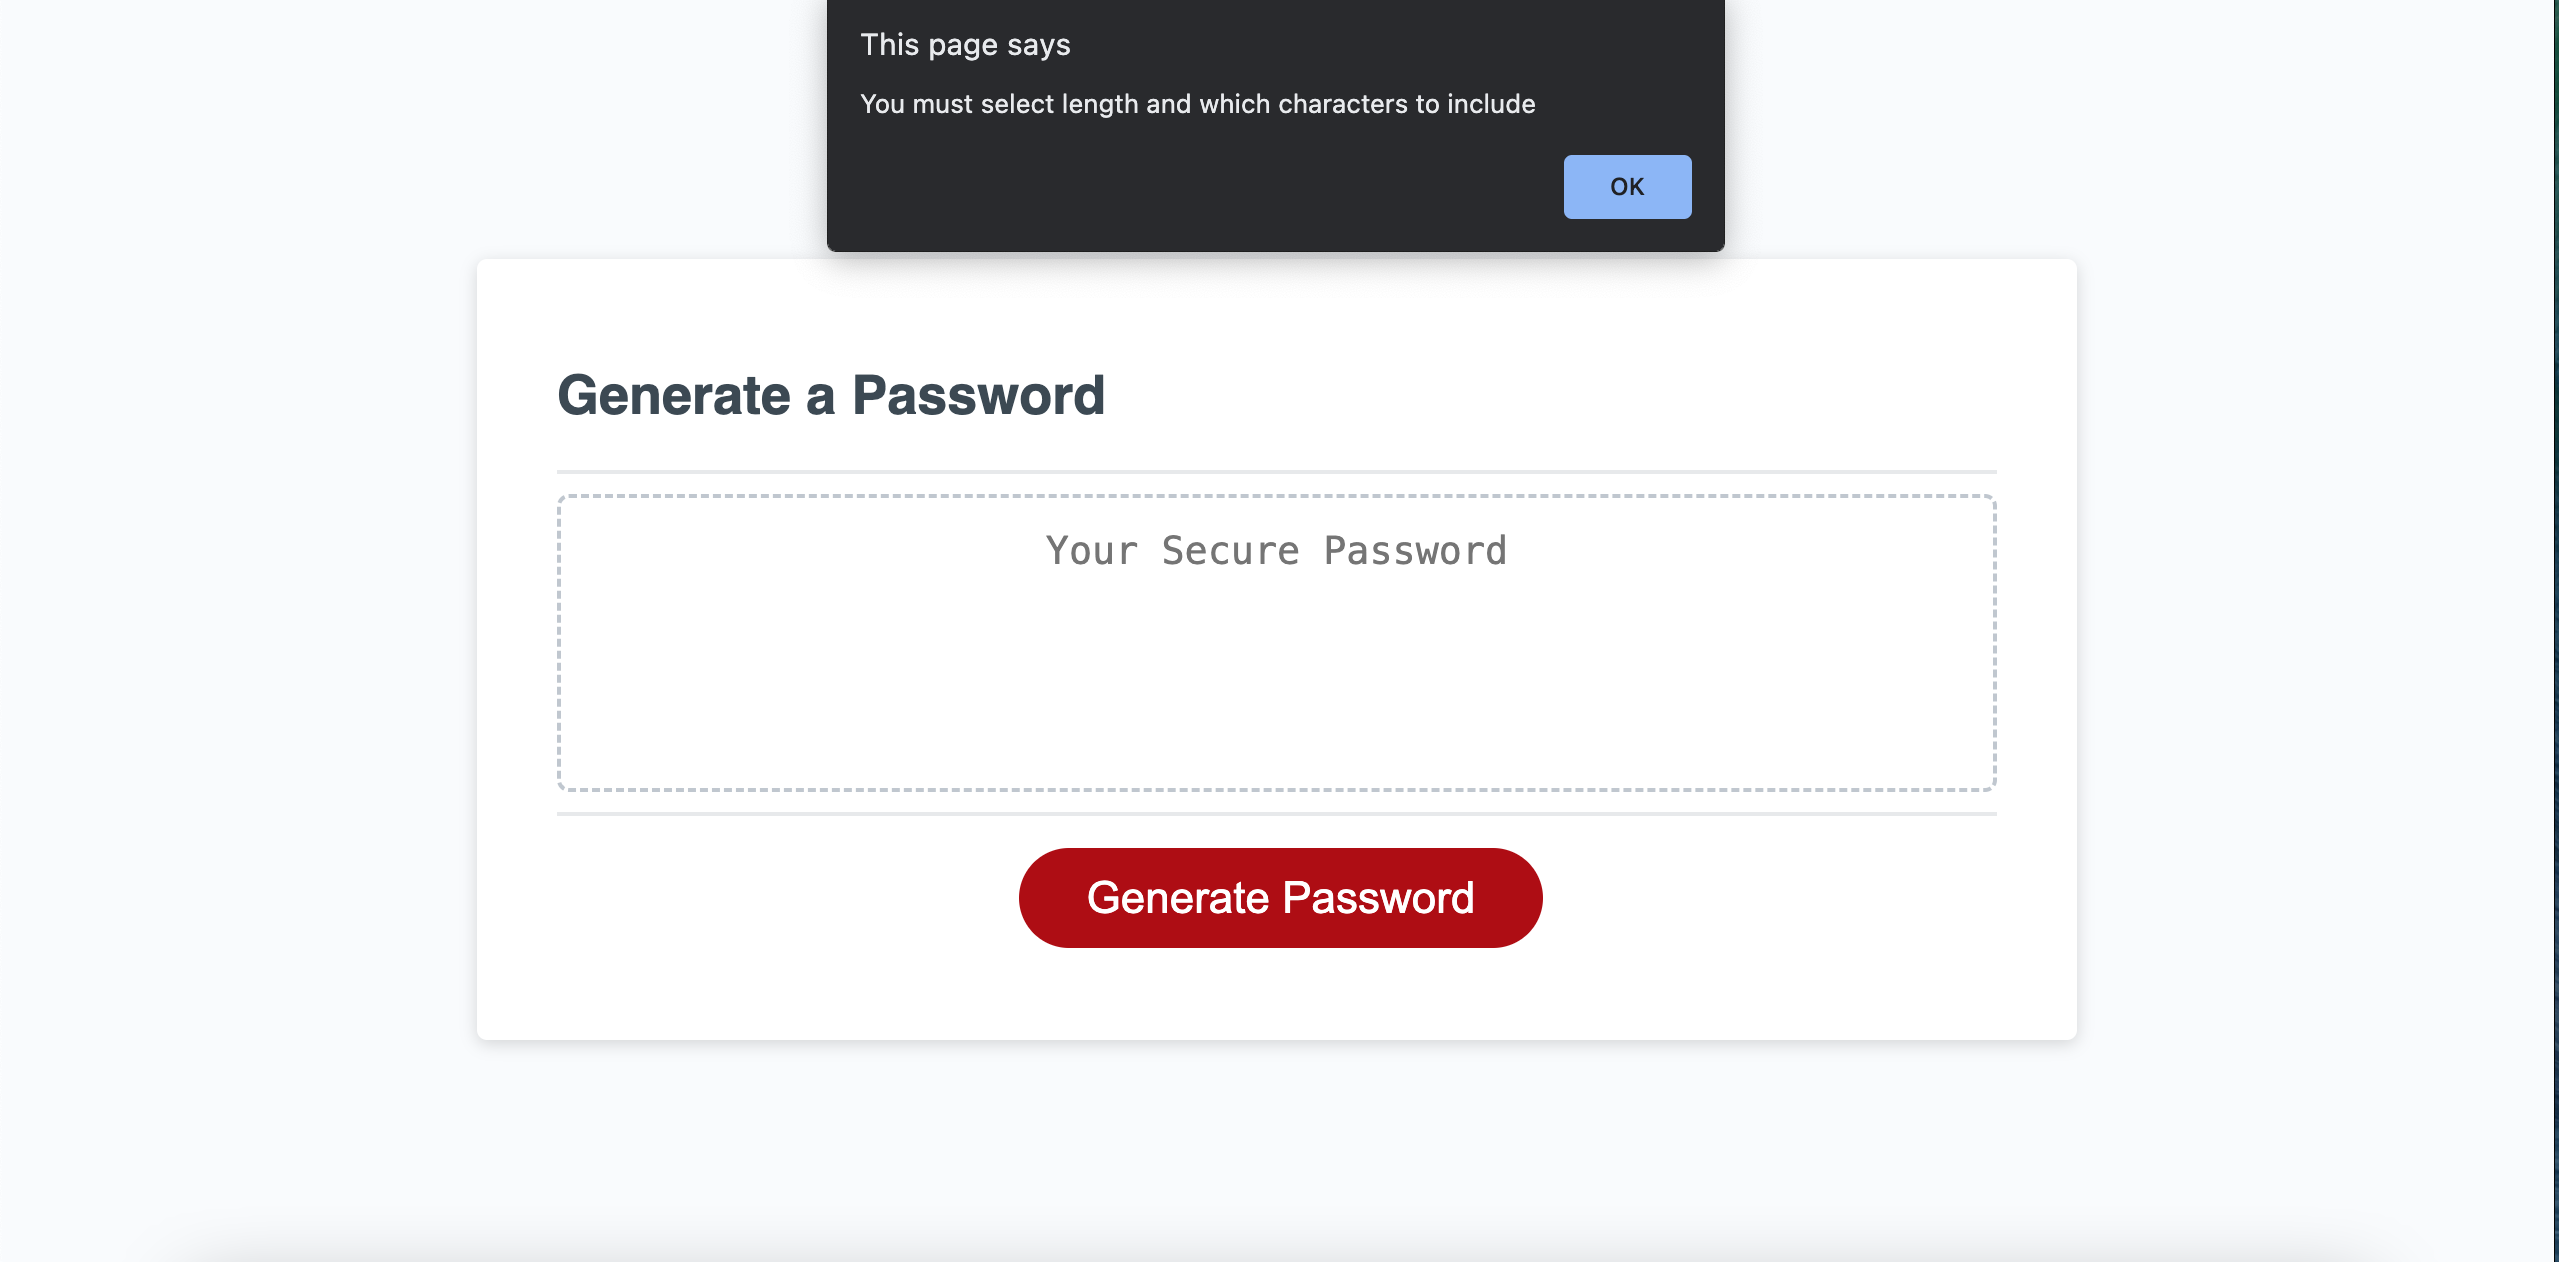 This page says
You must select length and which characters to include
OK
Generate a Password
Your Secure Password
Generate Password